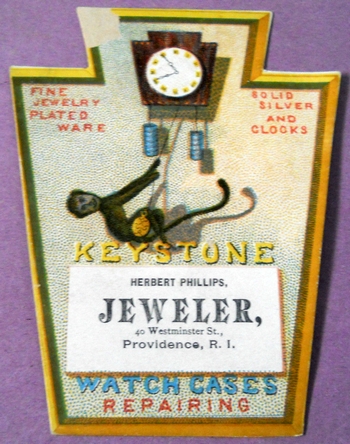 FINE
JEWELRY
PLATED
WARE
SOLID
SILVER
AND
CLOCKS
KEYSTONE
HERBERT PHILLIPS,
JEWELER,
40 Westminster St.,
Providence, R. I.
WATCH CASES
REPAIRING